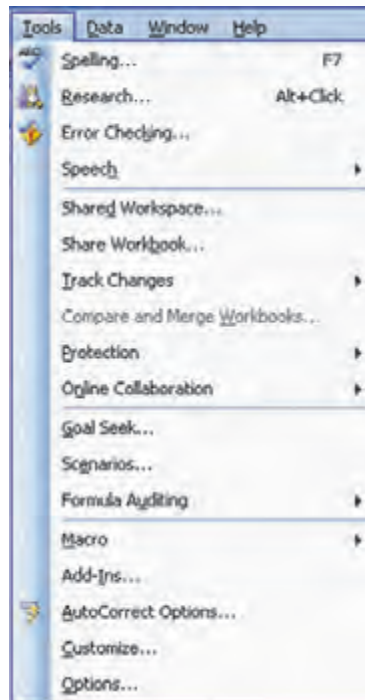 Tools Data Window Help
ABC
Spelling... F7
Research... Alt+Click
Error Checking...
Speech
Shared Workspace...
Share Workbook...
Track Changes
Compare and Merge Workbooks...
Protection
Online Collaboration
Goal Seek...
Scenarios...
Formula Auditing
Macro
Add-Ins...
AutoCorrect Options...
Customize...
Options...